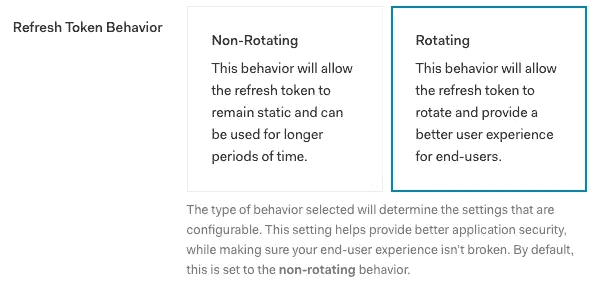 Refresh Token Behavior
Non-Rotating
This behavior will allow
the refresh token to
remain static and can
be used for longer
periods of time.
Rotating
This behavior will allow
the refresh token to
rotate and provide a
better user experience
for end-users.
The type of behavior selected will determine the settings that are
configurable. This setting helps provide better application security,
while making sure your end-user experience isn't broken. By default,
this is set to the non-rotating behavior.